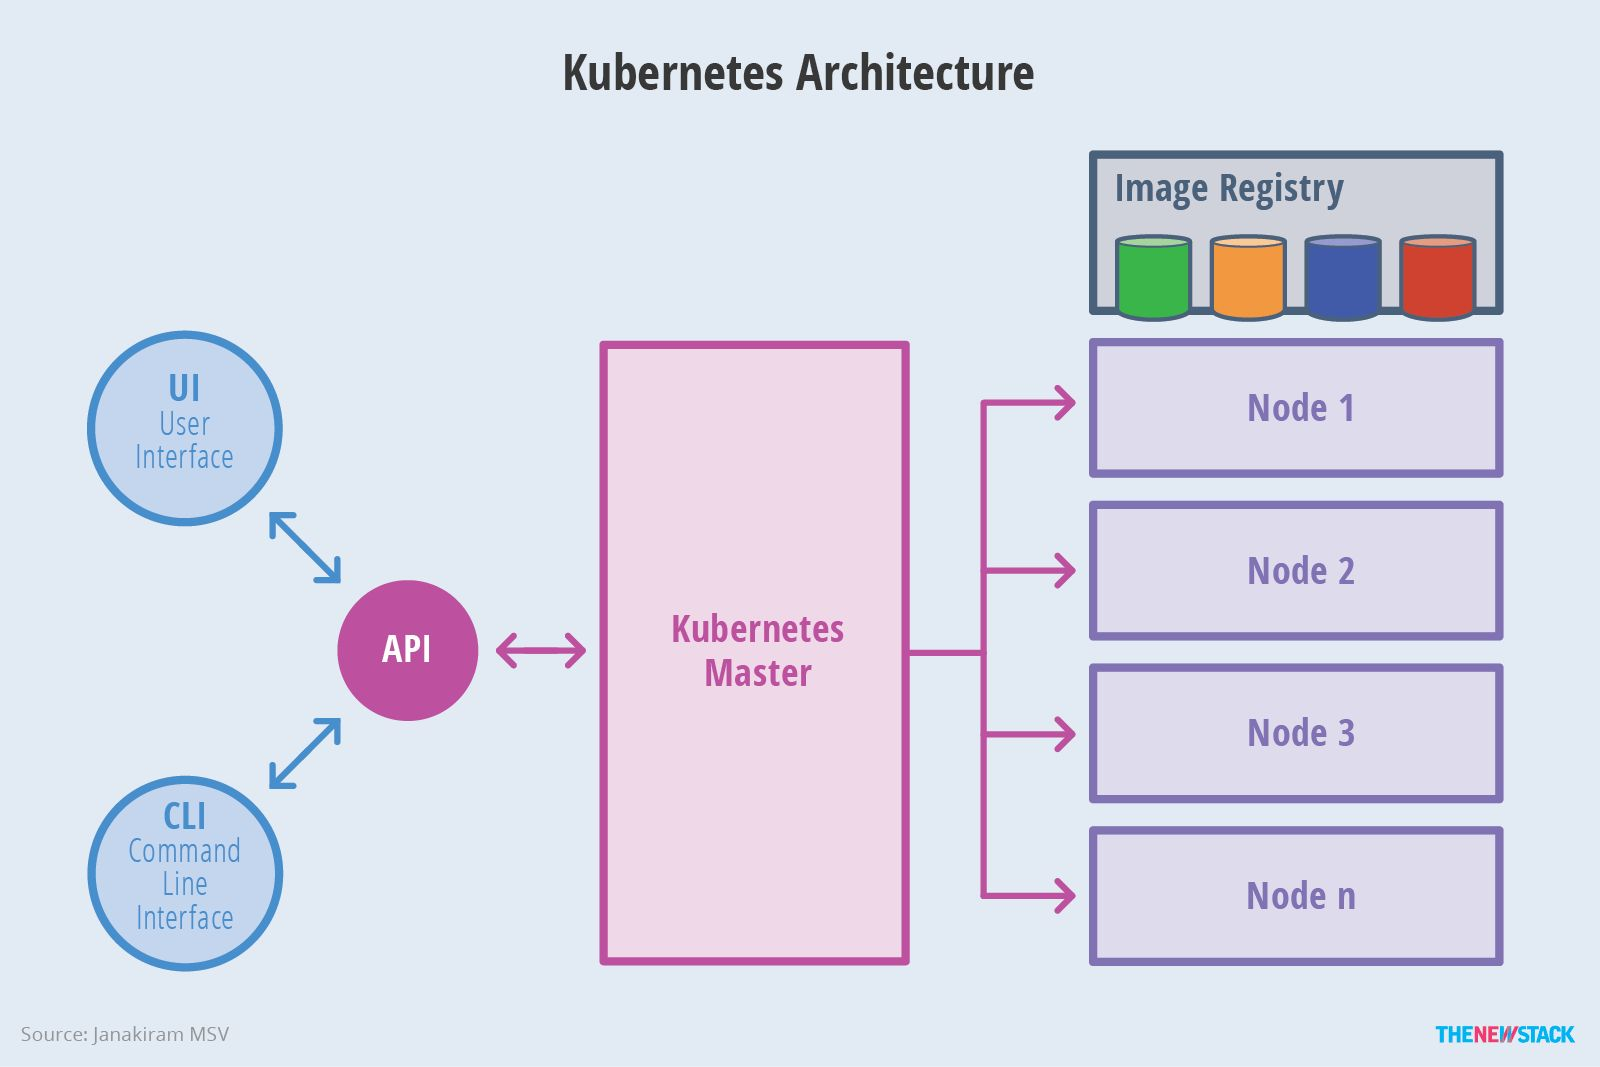 Kubernetes Architecture
Image Registry
UI
User
Interface
API
CLI
Command
Line
Interface
Kubernetes
Master
Node 1
Node 2
Node 3
Node n
Source: Janakiram MSV
THENEWSTACK